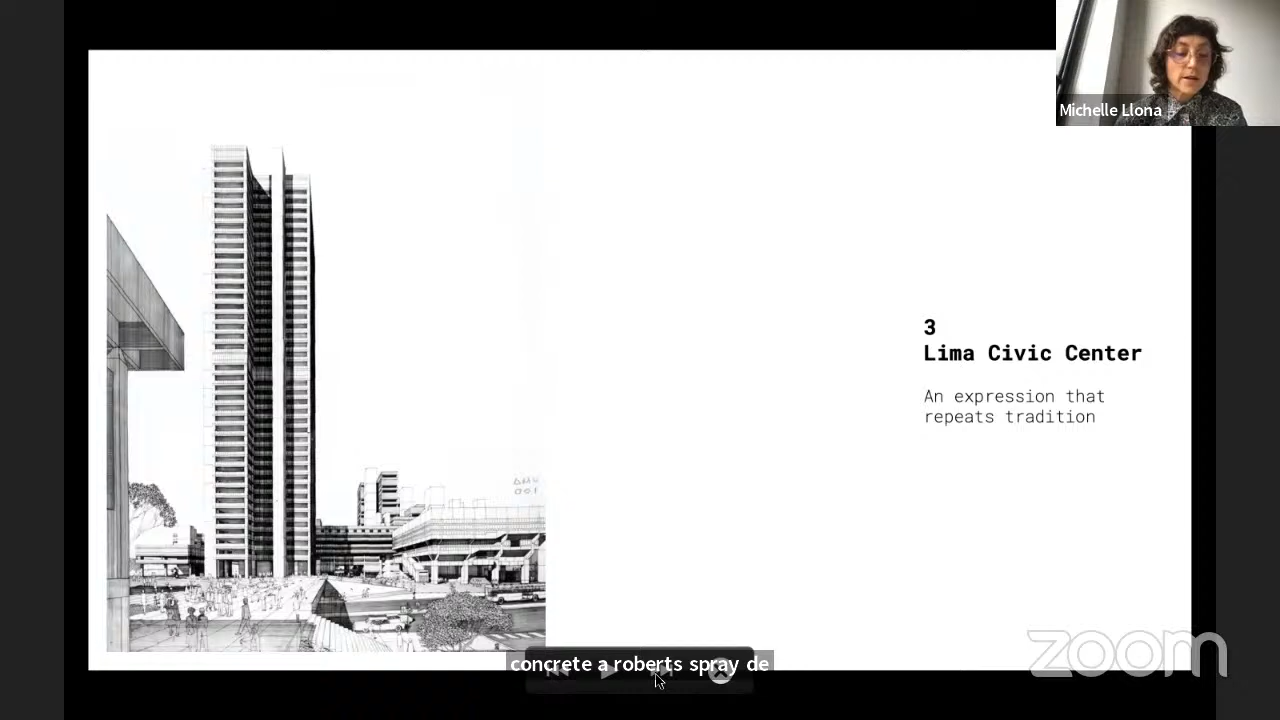 Michelle Llona
3
Lima Civic Center
An expression that
repeats tradition
zoom
concrete a roberts spray de